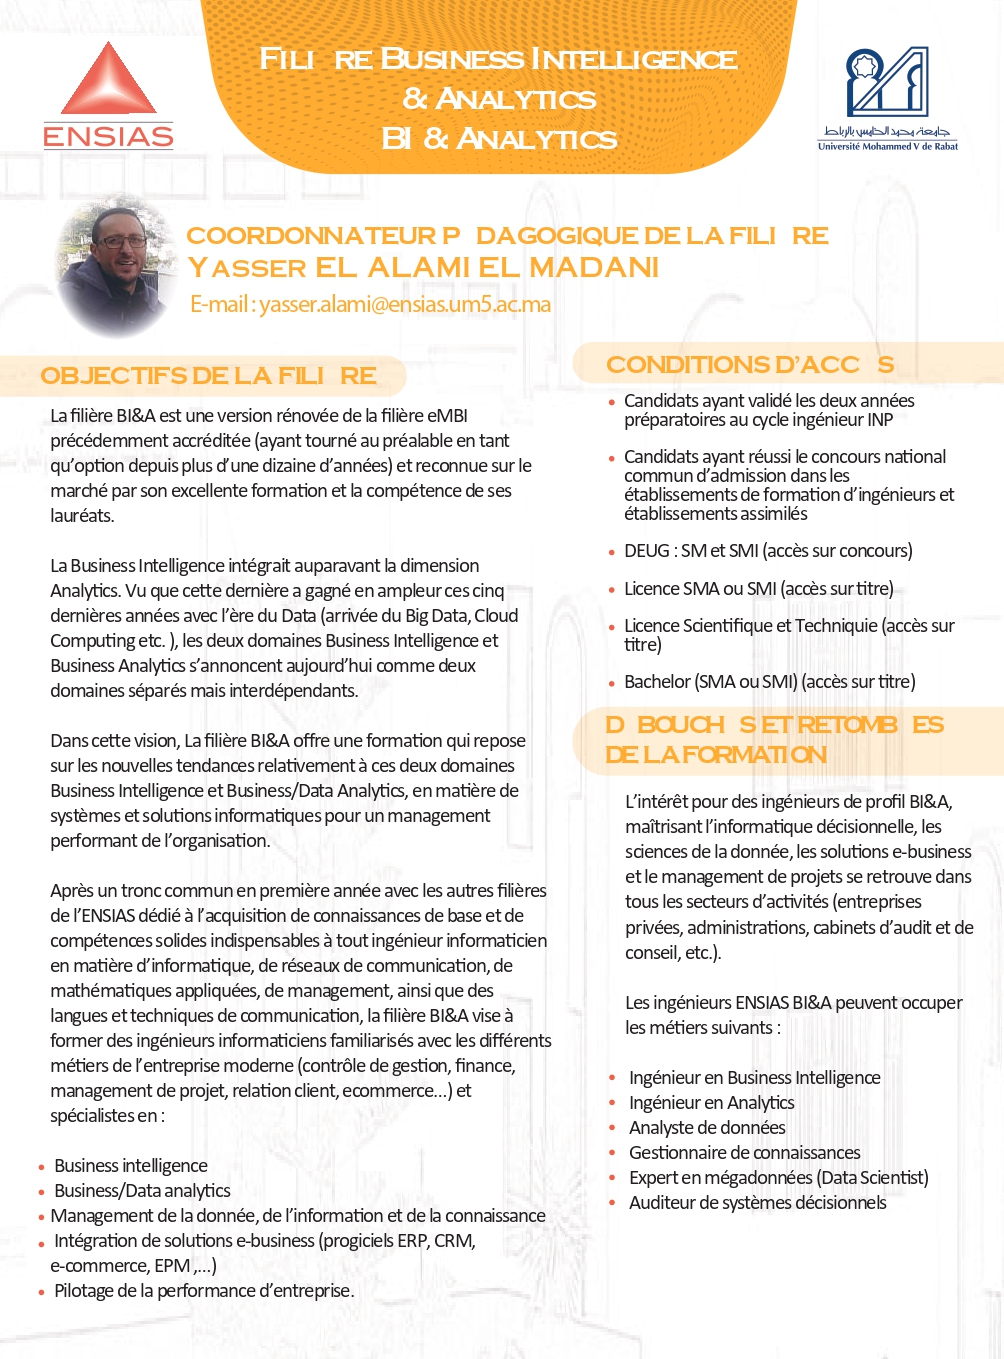 FILI RE BUSINESS INTELLIGENCE
& ANALYTICS
BI & ANALYTICS
ENSIAS
جامعة محمد الخامس بالرباط
Université Mohammed V de Rabat
COORDONNATEUR P DAGOGIQUE DE LA FILI RE
YASSER EL ALAMI EL MADANI
E-mail : yasser.alami@ensias.um5.ac.ma
OBJECTIFS DE LA FILI RE
La filière BI&A est une version rénovée de la filière eMBI
précédemment accréditée (ayant tourné au préalable en tant
qu’option depuis plus d’une dizaine d’années) et reconnue sur le
marché par son excellente formation et la compétence de ses
lauréats.
La Business Intelligence intégrait auparavant la dimension
Analytics. Vu que cette dernière a gagné en ampleur ces cinq
dernières années avec l’ère du Data (arrivée du Big Data, Cloud
Computing etc. ), les deux domaines Business Intelligence et
Business Analytics s’annoncent aujourd’hui comme deux
domaines séparés mais interdépendants.
Dans cette vision, La filière BI&A offre une formation qui repose
sur les nouvelles tendances relativement à ces deux domaines
Business Intelligence et Business/Data Analytics, en matière de
systèmes et solutions informatiques pour un management
performant de l’organisation.
Après un tronc commun en première année avec les autres filières
de l’ENSIAS dédié à l’acquisition de connaissances de base et de
compétences solides indispensables à tout ingénieur informaticien
en matière d’informatique, de réseaux de communication, de
mathématiques appliquées, de management, ainsi que des
langues et techniques de communication, la filière BI&A vise à
former des ingénieurs informaticiens familiarisés avec les différents
métiers de l’entreprise moderne (contrôle de gestion, finance,
management de projet, relation client, ecommerce...) et
spécialistes en :
• Business intelligence
• Business/Data analytics
• Management de la donnée, de l’information et de la connaissance
• Intégration de solutions e-business (progiciels ERP, CRM,
e-commerce, EPM ,...)
• Pilotage de la performance d’entreprise.
CONDITIONS D’ACC S
• Candidats ayant validé les deux années
préparatoires au cycle ingénieur INP
• Candidats ayant réussi le concours national
commun d’admission dans les
établissements de formation d’ingénieurs et
établissements assimilés
• DEUG : SM et SMI (accès sur concours)
• Licence SMA ou SMI (accès sur titre)
• Licence Scientifique et Techniquie (accès sur
titre)
• Bachelor (SMA ou SMI) (accès sur titre)
D BOUCH S ET RETOMB ES
DE LA FORMATION
L’intérêt pour des ingénieurs de profil BI&A,
maîtrisant l’informatique décisionnelle, les
sciences de la donnée, les solutions e-business
et le management de projets se retrouve dans
tous les secteurs d’activités (entreprises
privées, administrations, cabinets d’audit et de
conseil, etc.).
Les ingénieurs ENSIAS BI&A peuvent occuper
les métiers suivants :
• Ingénieur en Business Intelligence
• Ingénieur en Analytics
• Analyste de données
• Gestionnaire de connaissances
• Expert en mégadonnées (Data Scientist)
• Auditeur de systèmes décisionnels